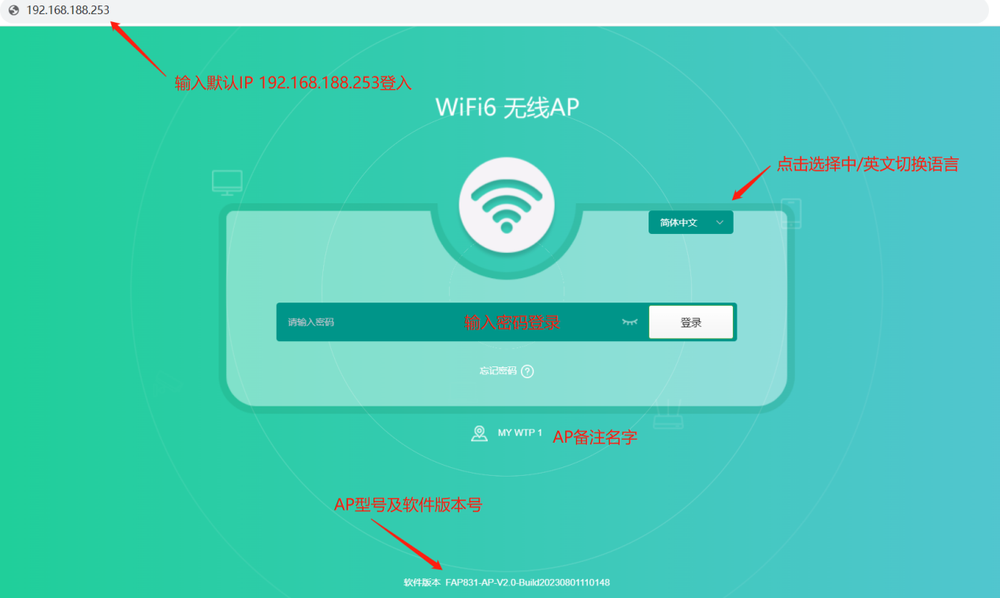 192.168.188.253
输入默认IP 192.168.188.253登入
WiFi6 无线AP
点击选择中/英文切换语言
简体中文
请输入密码 输入密码登录 登录
忘记密码 ?
MY WTP 1 AP备注名字
AP型号及软件版本号
软件版本 FAP831-AP-V2.0-Build20230801110148